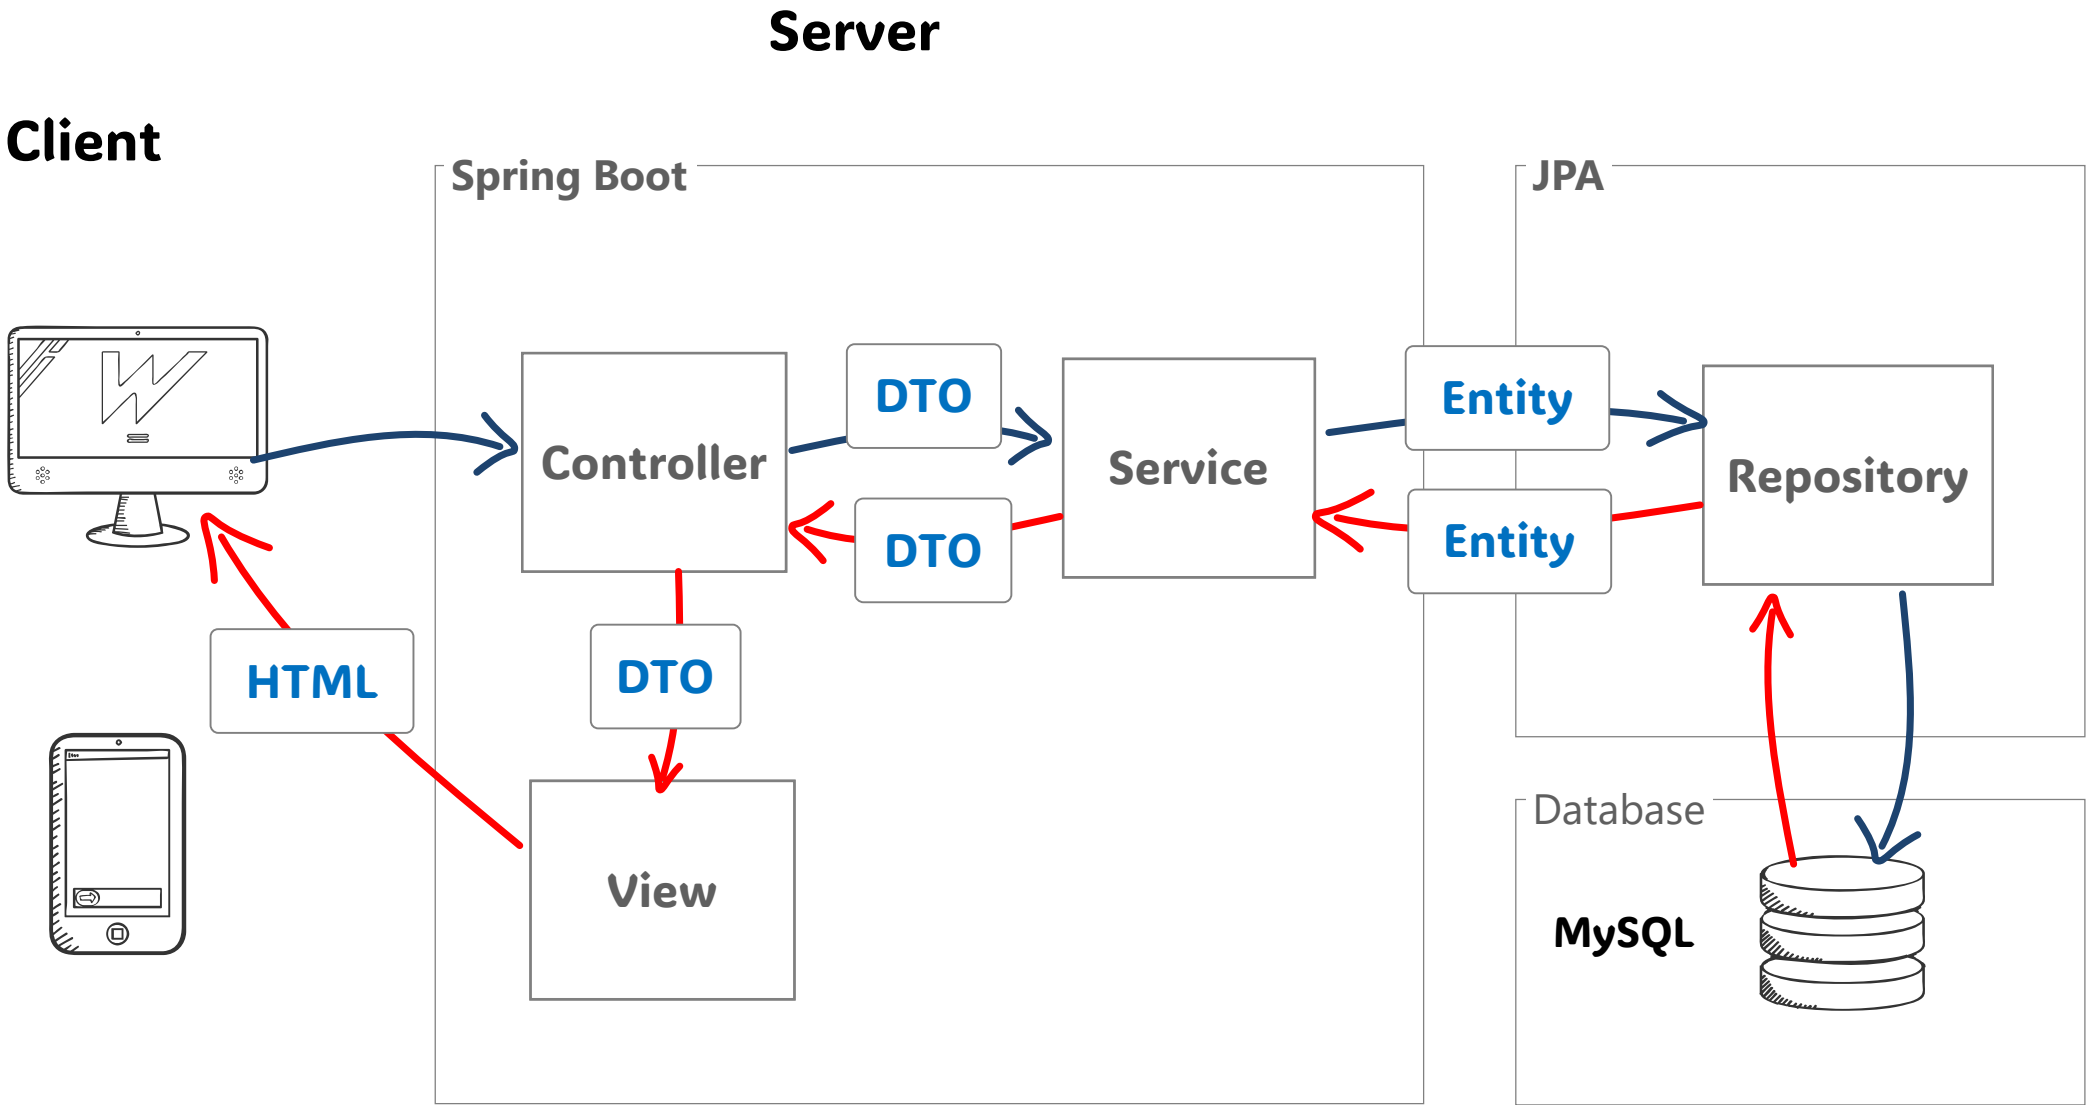 Server
Client
Spring Boot
JPA
DTO
Entity
Controller
Service
Repository
DTO
Entity
HTML
DTO
Database
View
MySQL